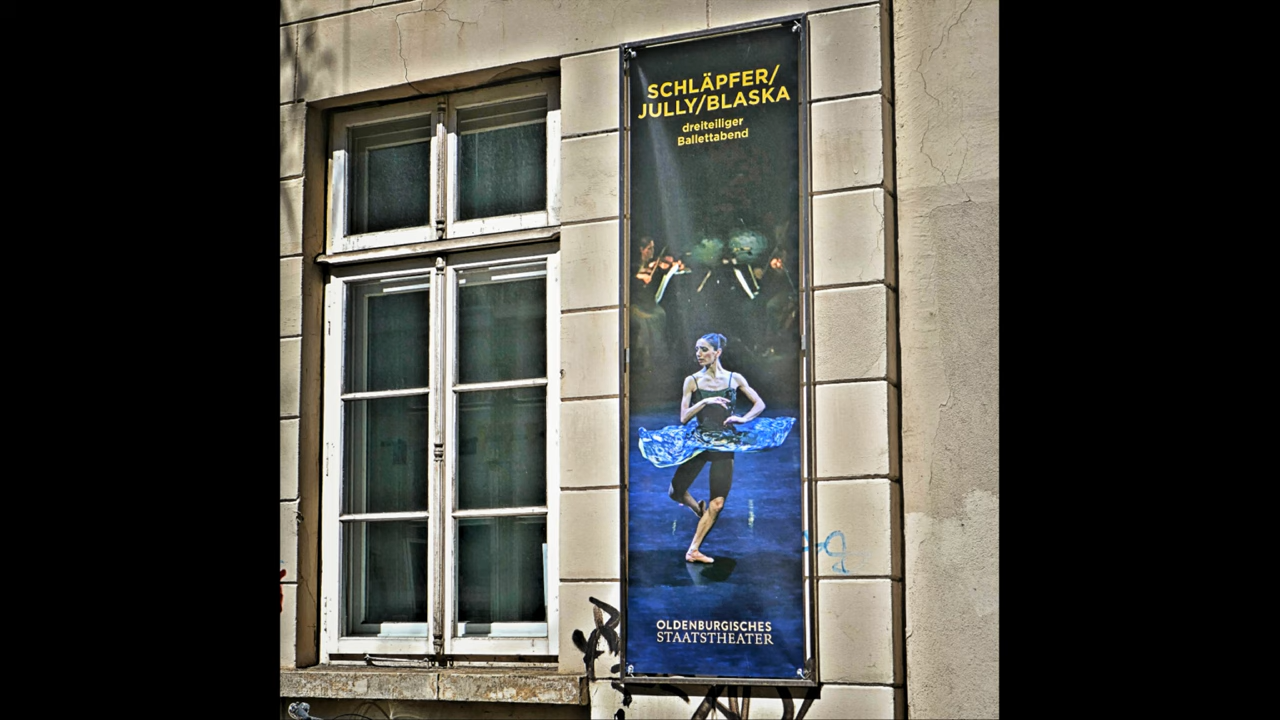 SCHLÄPFER/
JULLY/BLASKA
dreiteiliger
Ballettabend
OLDENBURGISCHES
STAATSTHEATER